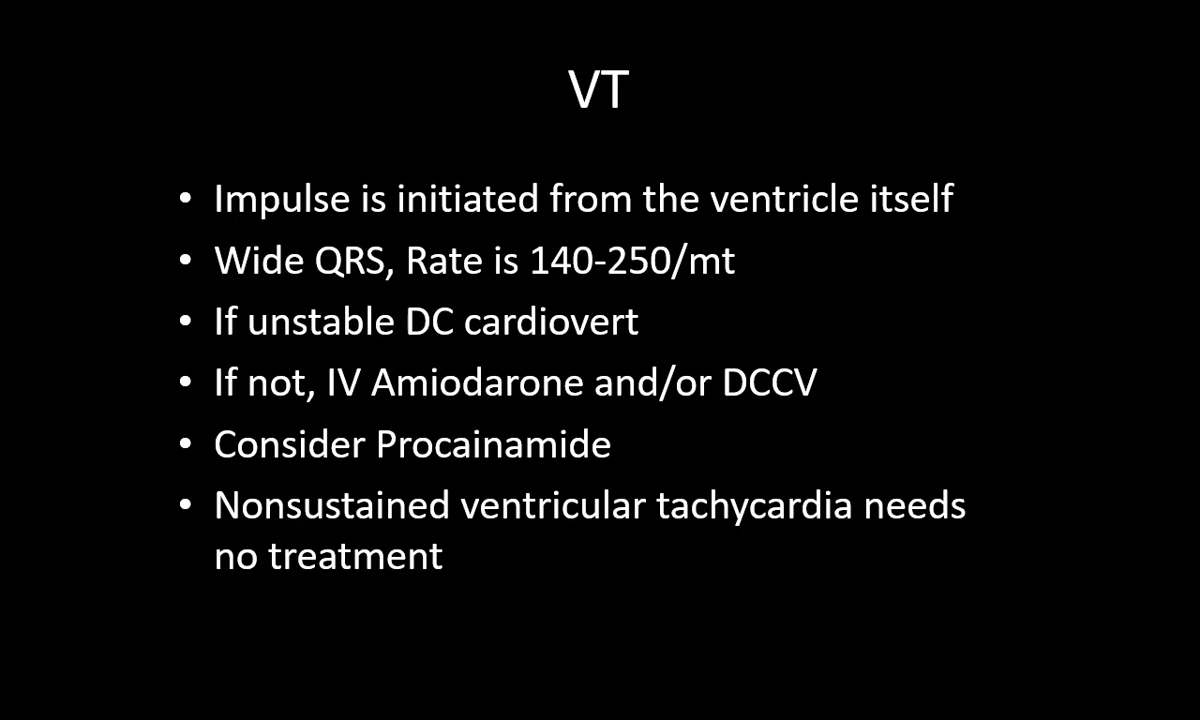 VT
• Impulse is initiated from the ventricle itself
• Wide QRS, Rate is 140-250/mt
• If unstable DC cardiovert
• If not, IV Amiodarone and/or DCCV
• Consider Procainamide
• Nonsustained ventricular tachycardia needs
no treatment